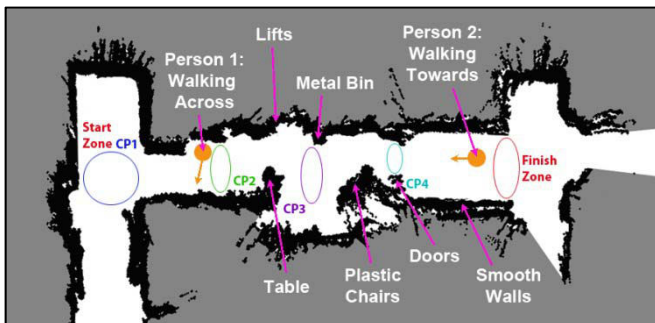 Lifts
Person 1:
Walking
Across
Metal Bin
Person 2:
Walking
Towards
Start
Zone CP1
CP2
CP3
CP4
Finish
Zone
Table
Plastic
Chairs
Doors
Smooth
Walls